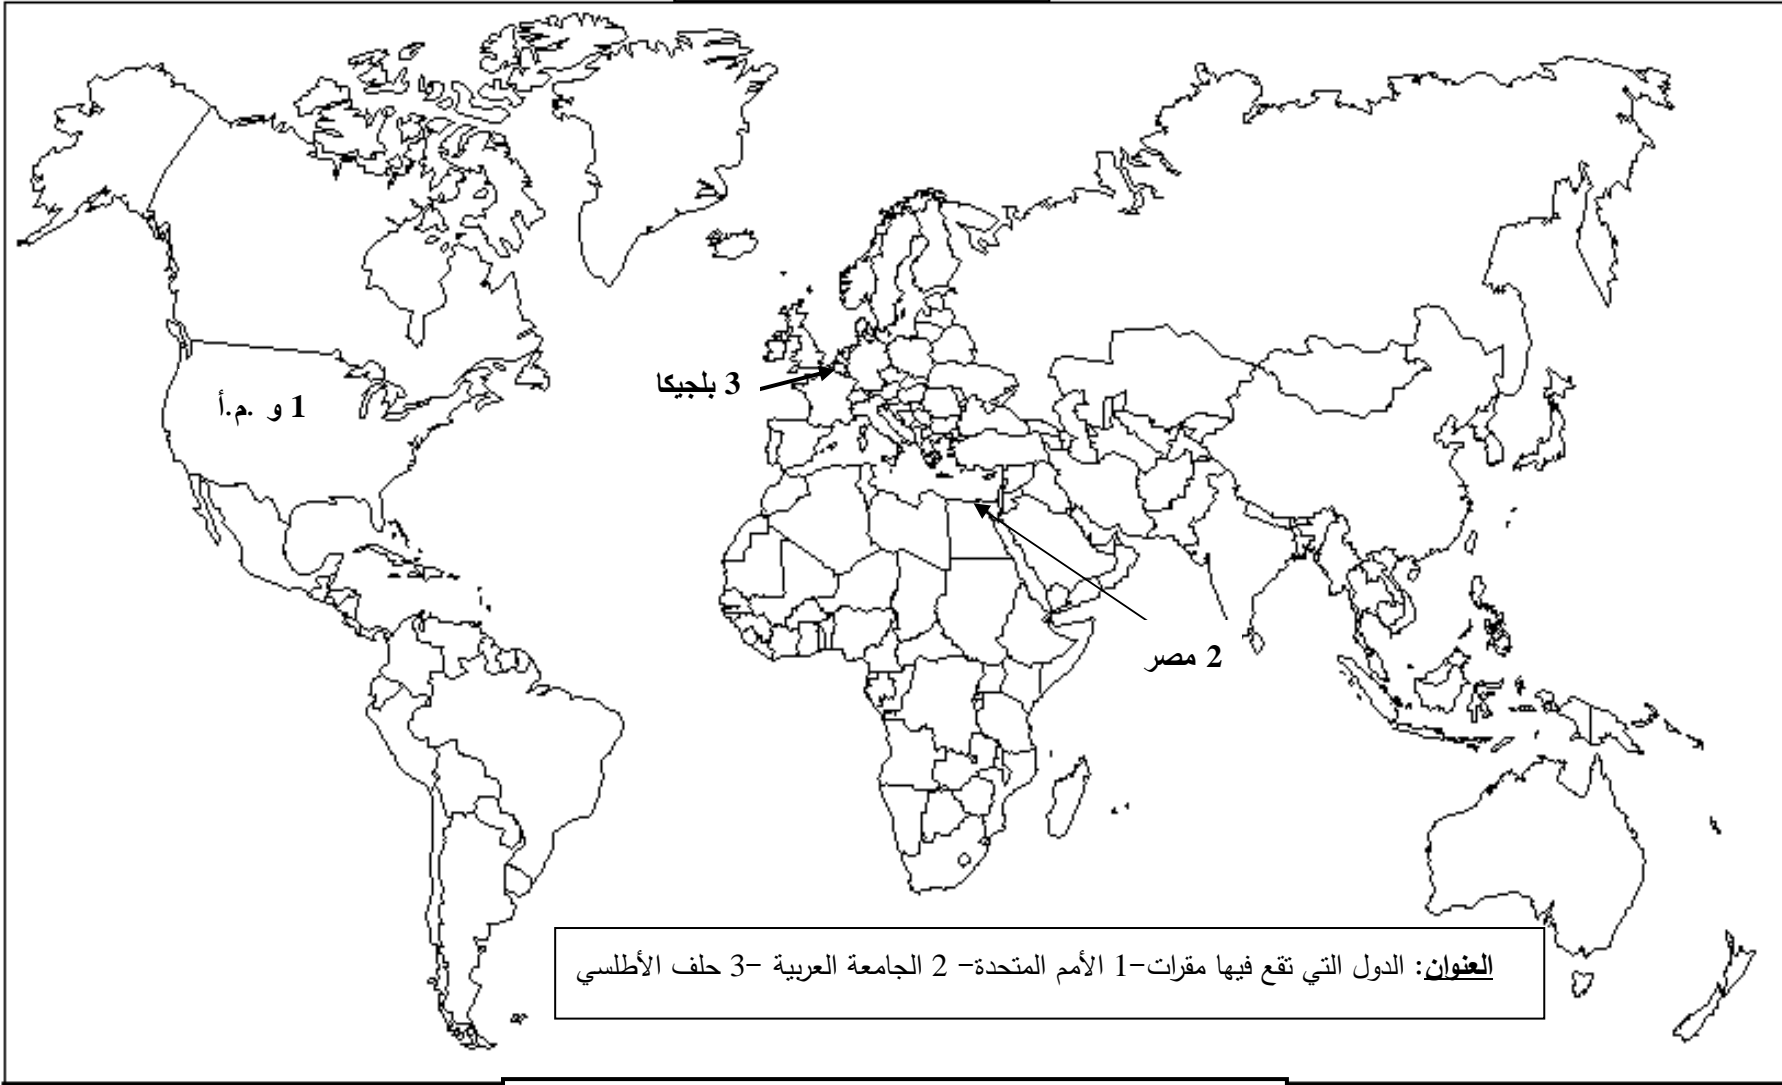 3 بلجيكا
1 و .م.أ
2 مصر
العنوان: الدول التي تقع فيها مقرات-1 الأمم المتحدة- 2 الجامعة العربية -3 حلف الأطلسي